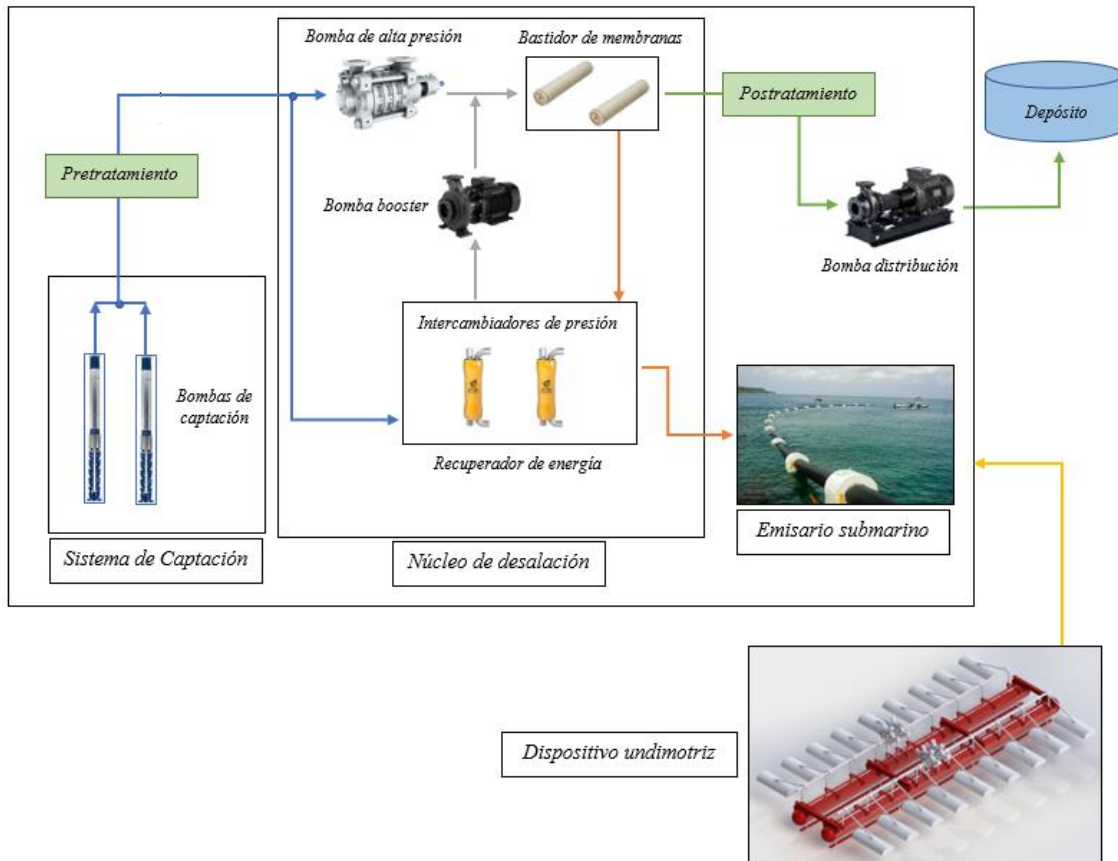 Bomba de alta presión
Bastidor de membranas
Postratamiento
Depósito
Pretratamiento
Bomba booster
Bomba distribución
Intercambiadores de presión
Bombas de
captación
Recuperador de energía
Sistema de Captación
Núcleo de desalación
Emisario submarino
Dispositivo undimotriz